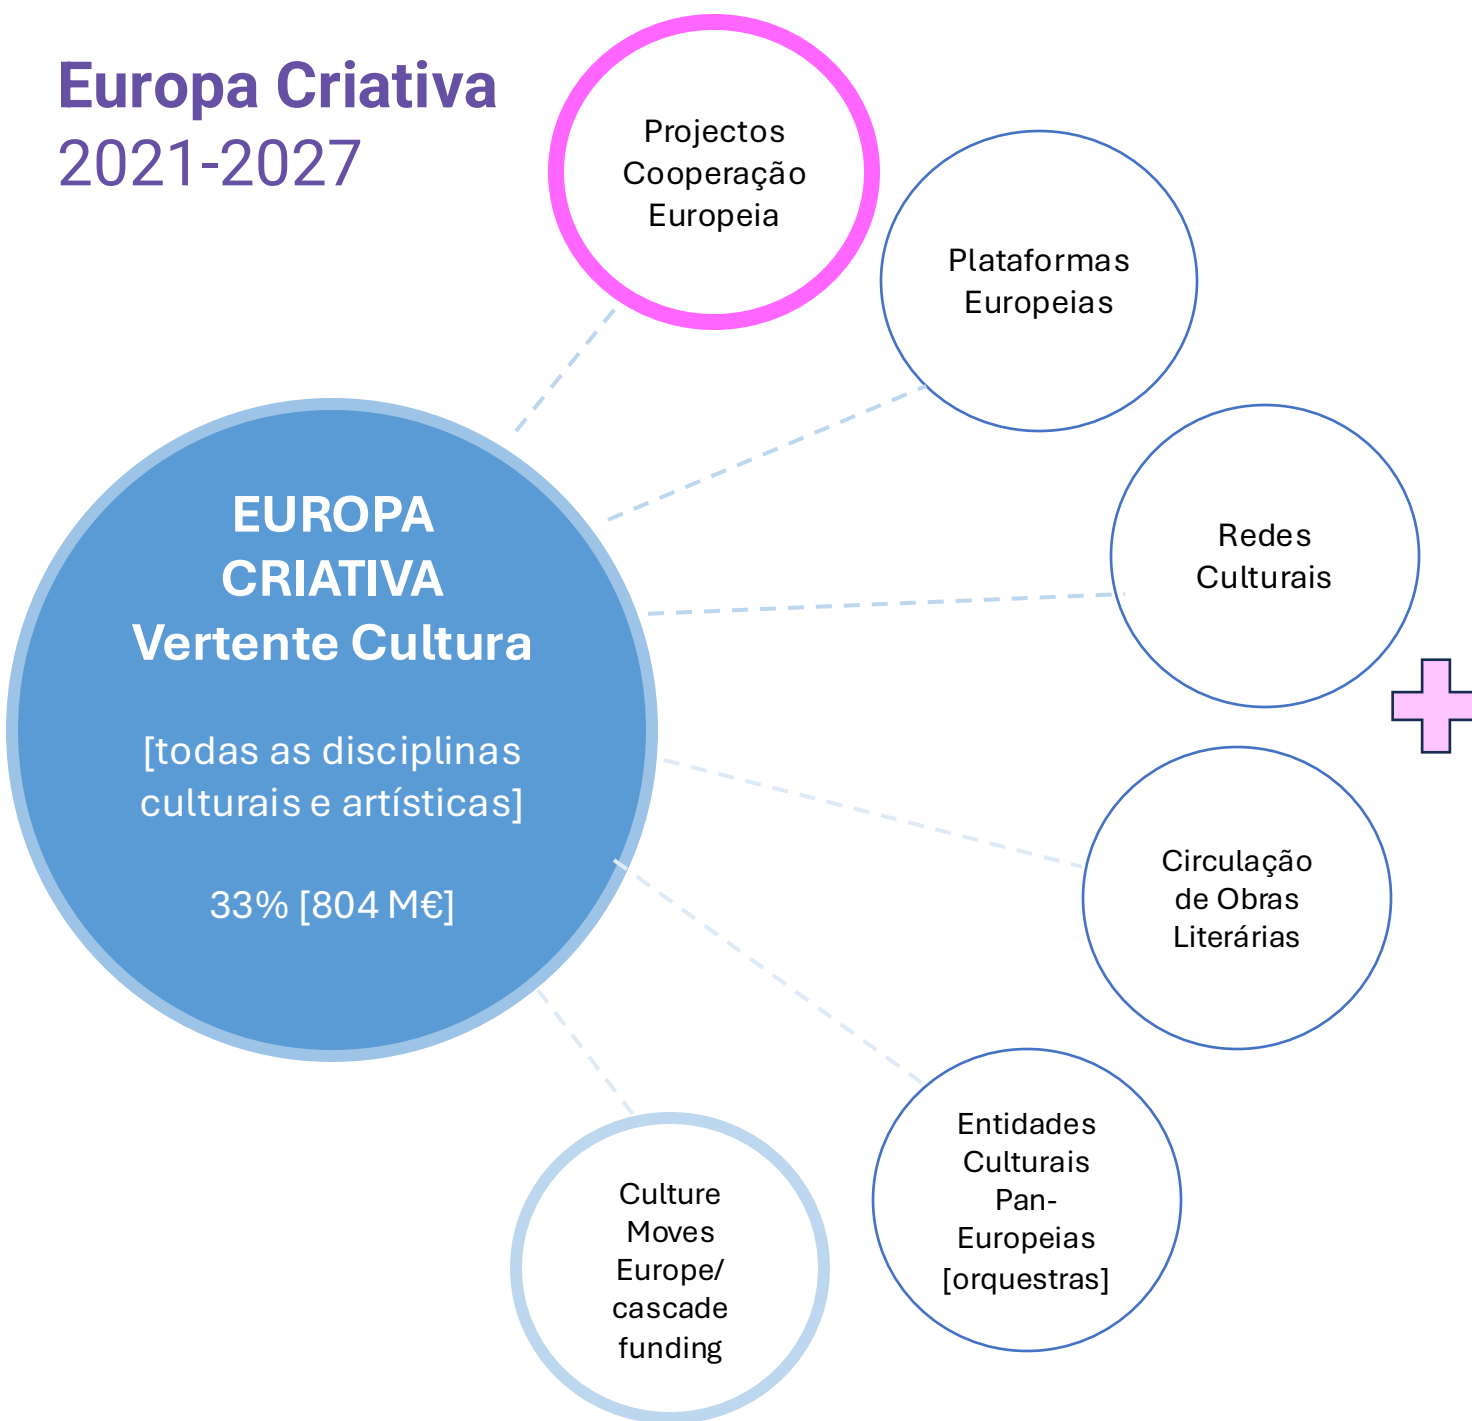 Europa Criativa
2021-2027
Projectos
Cooperação
Europeia
Plataformas
Europeias
Redes
Culturais
EUROPA
CRIATIVA
Vertente Cultura
[todas as disciplinas
culturais e artísticas]
33% [804 M€]
Circulação
de Obras
Literárias
Entidades
Culturais
Pan-
Europeias
[orquestras]
Culture
Moves
Europe/
cascade
funding